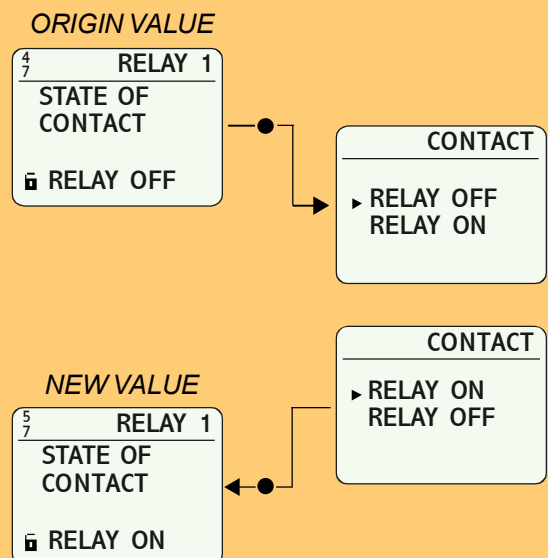 ORIGIN VALUE
4/7 RELAY 1
STATE OF
CONTACT
RELAY OFF
CONTACT
RELAY OFF
RELAY ON
CONTACT
RELAY ON
RELAY OFF
NEW VALUE
5/7 RELAY 1
STATE OF
CONTACT
RELAY ON